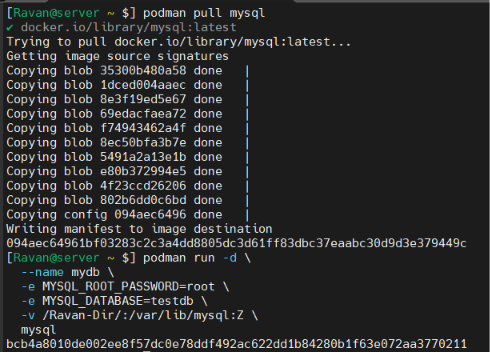 [Ravan@server ~ $] podman pull mysql
✔ docker.io/library/mysql:latest
Trying to pull docker.io/library/mysql:latest...
Getting image source signatures
Copying blob 35300b480a58 done   |
Copying blob 1dced004aaec done   |
Copying blob 8e3f19ed5e67 done   |
Copying blob 69edacfaea72 done   |
Copying blob f74943462a4f done   |
Copying blob 8ec50bfa3b7e done   |
Copying blob 5491a2a13e1b done   |
Copying blob e80b372994e5 done   |
Copying blob 4f23ccd26206 done   |
Copying blob 802b6dd0c6bd done   |
Copying config 094aec6496 done   |
Writing manifest to image destination
094aec64961bf03283c2c3a4dd8805dc3d61ff83dbc37eaabc30d9d3e379449c
[Ravan@server ~ $] podman run -d \
  --name mydb \
  -e MYSQL_ROOT_PASSWORD=root \
  -e MYSQL_DATABASE=testdb \
  -v /Ravan-Dir/:/var/lib/mysql:Z \
  mysql
bcb4a8010de002ee8f57dc0e78ddf492ac622dd1b84280b1f63e072aa3770211